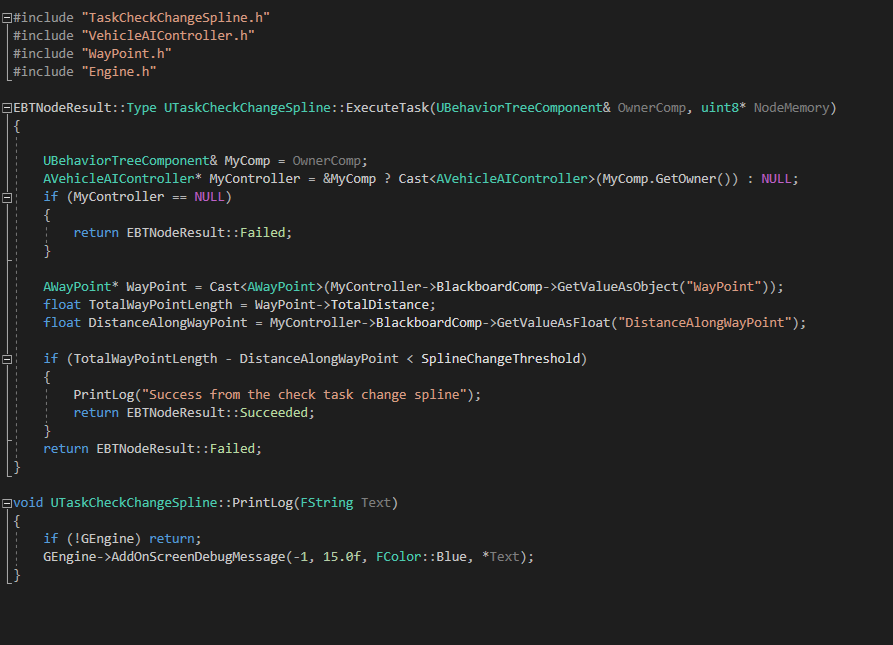 #include "TaskCheckChangeSpline.h"
#include "VehicleAIController.h"
#include "WayPoint.h"
#include "Engine.h"

EBTNodeResult::Type UTaskCheckChangeSpline::ExecuteTask(UBehaviorTreeComponent& OwnerComp, uint8* NodeMemory)
{

    UBehaviorTreeComponent& MyComp = OwnerComp;
    AVehicleAIController* MyController = &MyComp ? Cast<AVehicleAIController>(MyComp.GetOwner()) : NULL;
    if (MyController == NULL)
    {
        return EBTNodeResult::Failed;
    }

    AWayPoint* WayPoint = Cast<AWayPoint>(MyController->BlackboardComp->GetValueAsObject("WayPoint"));
    float TotalWayPointLength = WayPoint->TotalDistance;
    float DistanceAlongWayPoint = MyController->BlackboardComp->GetValueAsFloat("DistanceAlongWayPoint");

    if (TotalWayPointLength - DistanceAlongWayPoint < SplineChangeThreshold)
    {
        PrintLog("Success from the check task change spline");
        return EBTNodeResult::Succeeded;
    }
    return EBTNodeResult::Failed;
}

void UTaskCheckChangeSpline::PrintLog(FString Text)
{
    if (!GEngine) return;
    GEngine->AddOnScreenDebugMessage(-1, 15.0f, FColor::Blue, *Text);
}